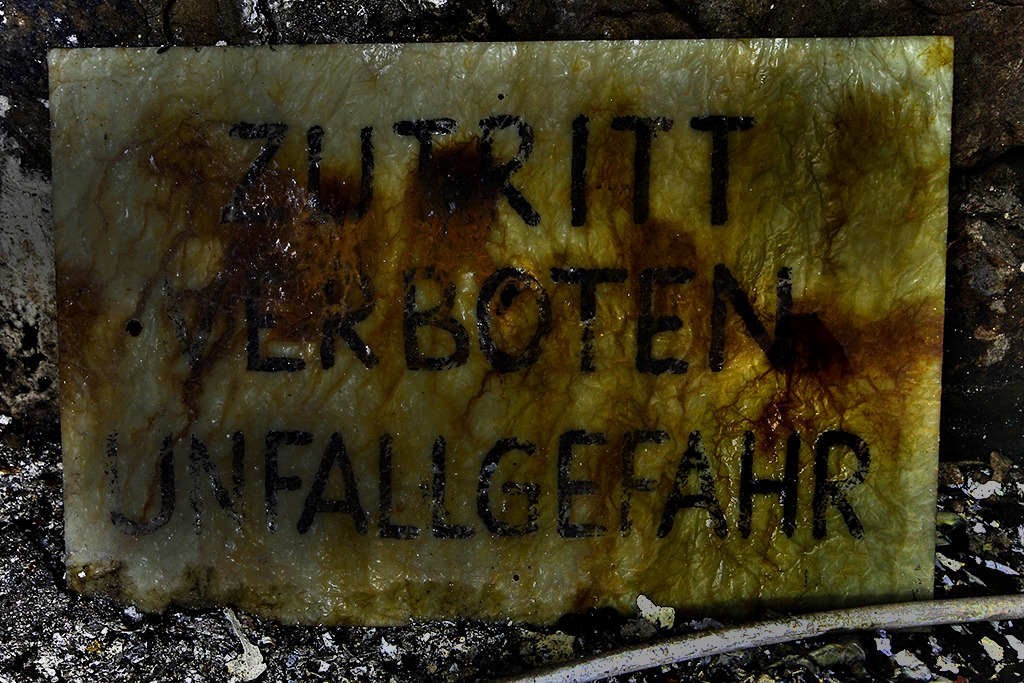 ZUTRITT
VERBOTEN
UNFALLGEFAHR